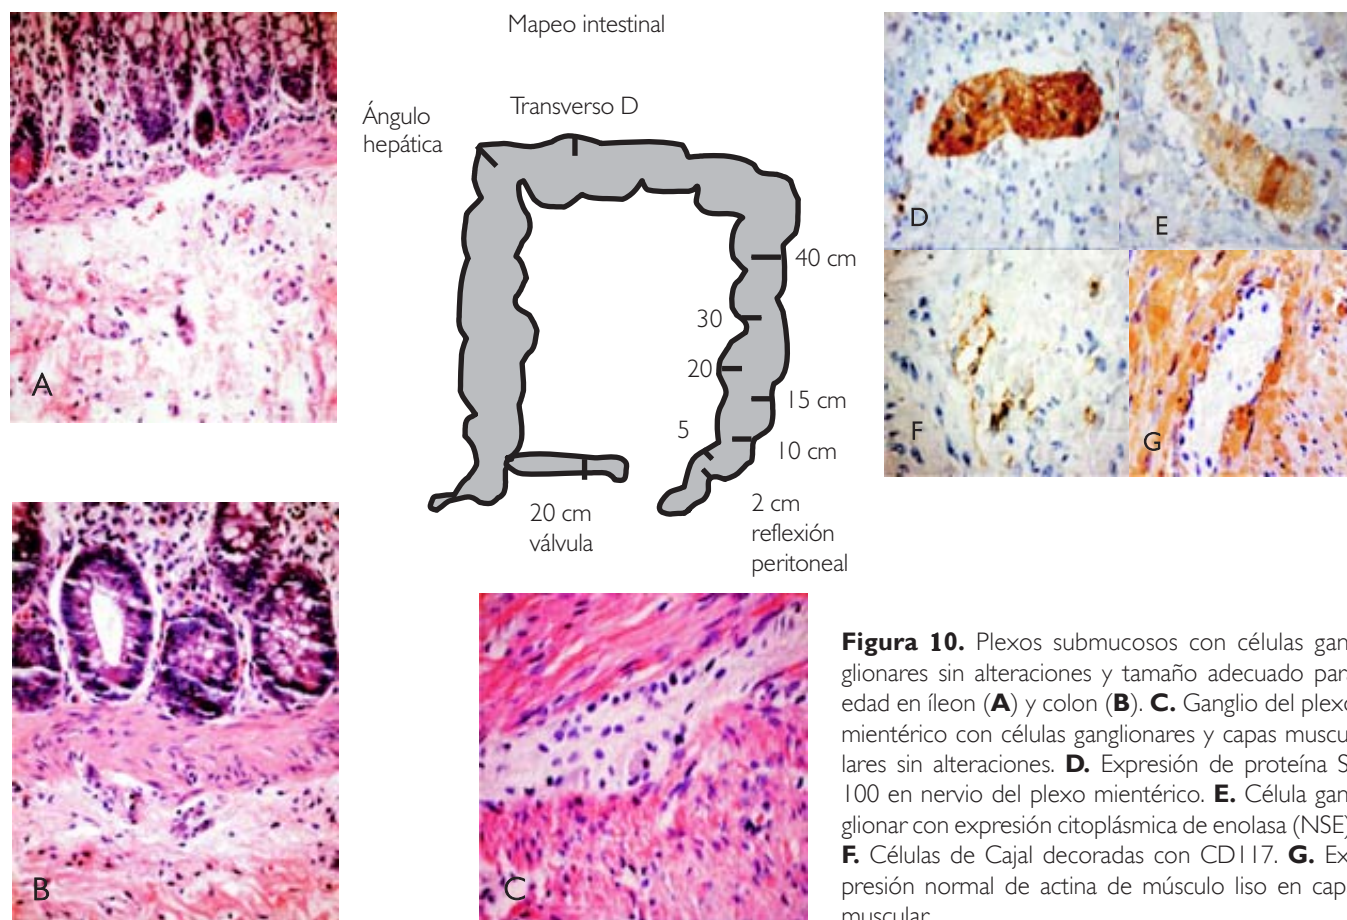 Mapeo intestinal
Ángulo
hepática
Transverso D
40 cm
30
20
15 cm
5
10 cm
20 cm
válvula
2 cm
reflexión
peritoneal
A
B
C
D
E
F
G
Figura 10. Plexos submucosos con células gan
glionares sin alteraciones y tamaño adecuado par
edad en íleon (A) y colon (B). C. Ganglio del plexo
mientérico con células ganglionares y capas muscu
lares sin alteraciones. D. Expresión de proteína S
100 en nervio del plexo mientérico. E. Célula gan
glionar con expresión citoplásmica de enolasa (NSE)
F. Células de Cajal decoradas con CD117. G. Ex
presión normal de actina de músculo liso en cap
muscular